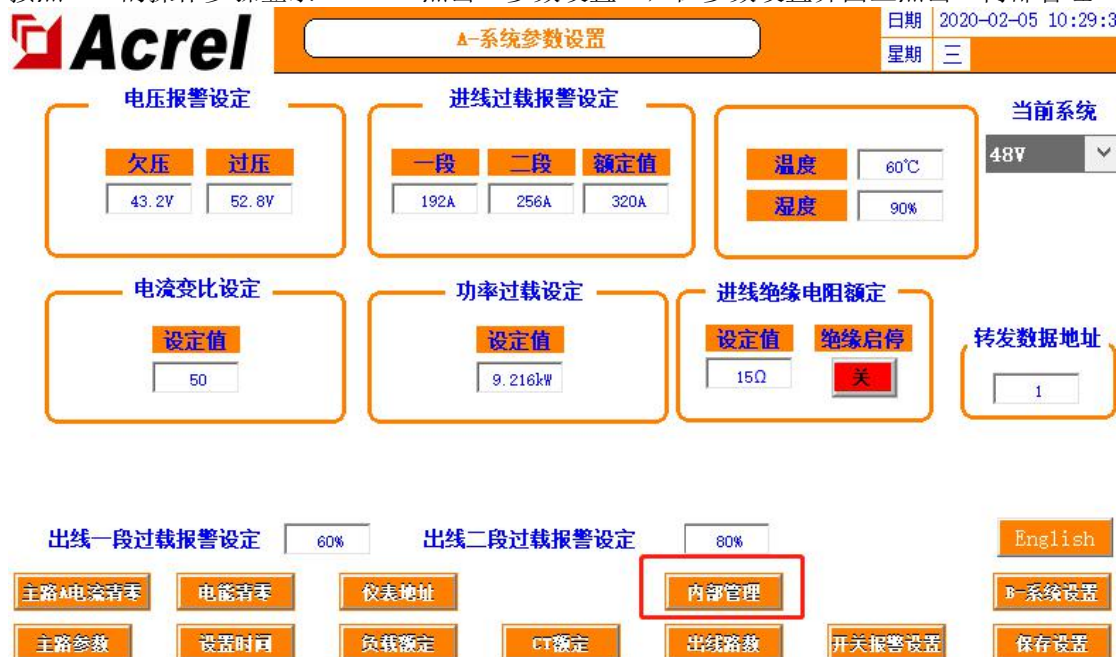 Acrel
A-系统参数设置
日期 2020-02-05 10:29:3
星期 三
电压报警设定
进线过载报警设定
当前系统
欠压 过压
一段 二段 额定值
温度 60℃
48V
43.2V 52.8V
192A 256A 320A
湿度 90%
电流变比设定
功率过载设定
进线绝缘电阻额定
设定值
设定值
设定值 绝缘启停
转发数据地址
50
9.216kW
15Ω 关
1
出线一段过载报警设定 60% 出线二段过载报警设定 80%
English
主路A电流清零 电能清零 仪表地址 内部管理 B-系统设置
主路参数 设置时间 负载额定 CT额定 出线路数 开关报警设置 保存设置